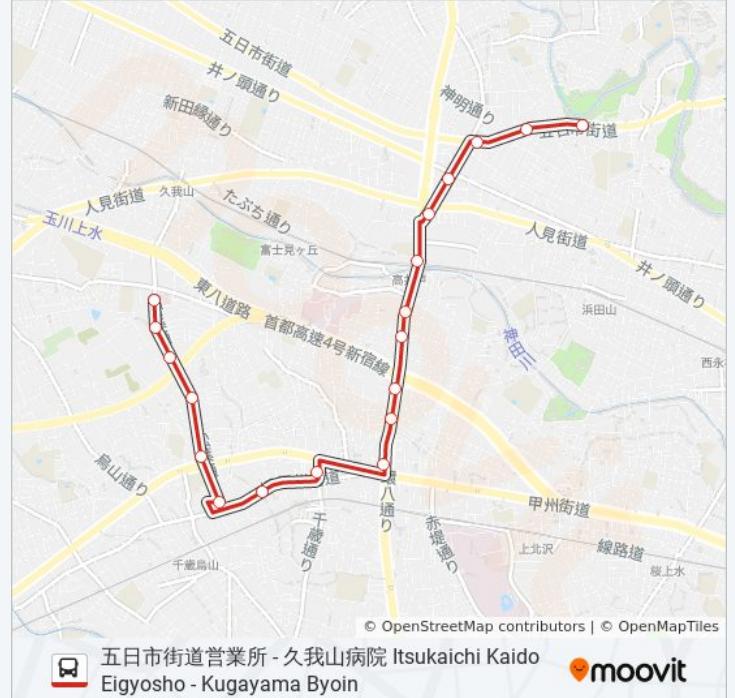 五日市街道
井ノ頭通り
神明通り
新田縁通り
五日市街道
人見街道
久我山
たぶち通り
玉川上水
富士見ヶ丘
人見街道
井ノ頭通り
東八道路
首都高速4号新宿線
浜田山
神田川
西永
烏山通り
環八通り
甲州街道
千歳通り
赤堤通り
上北沢
線路道
千歳烏山
桜上水
© OpenStreetMap contributors | © OpenMapTiles
五日市街道営業所 - 久我山病院 Itsukaichi Kaido
Eigyosho - Kugayama Byoin
moovit